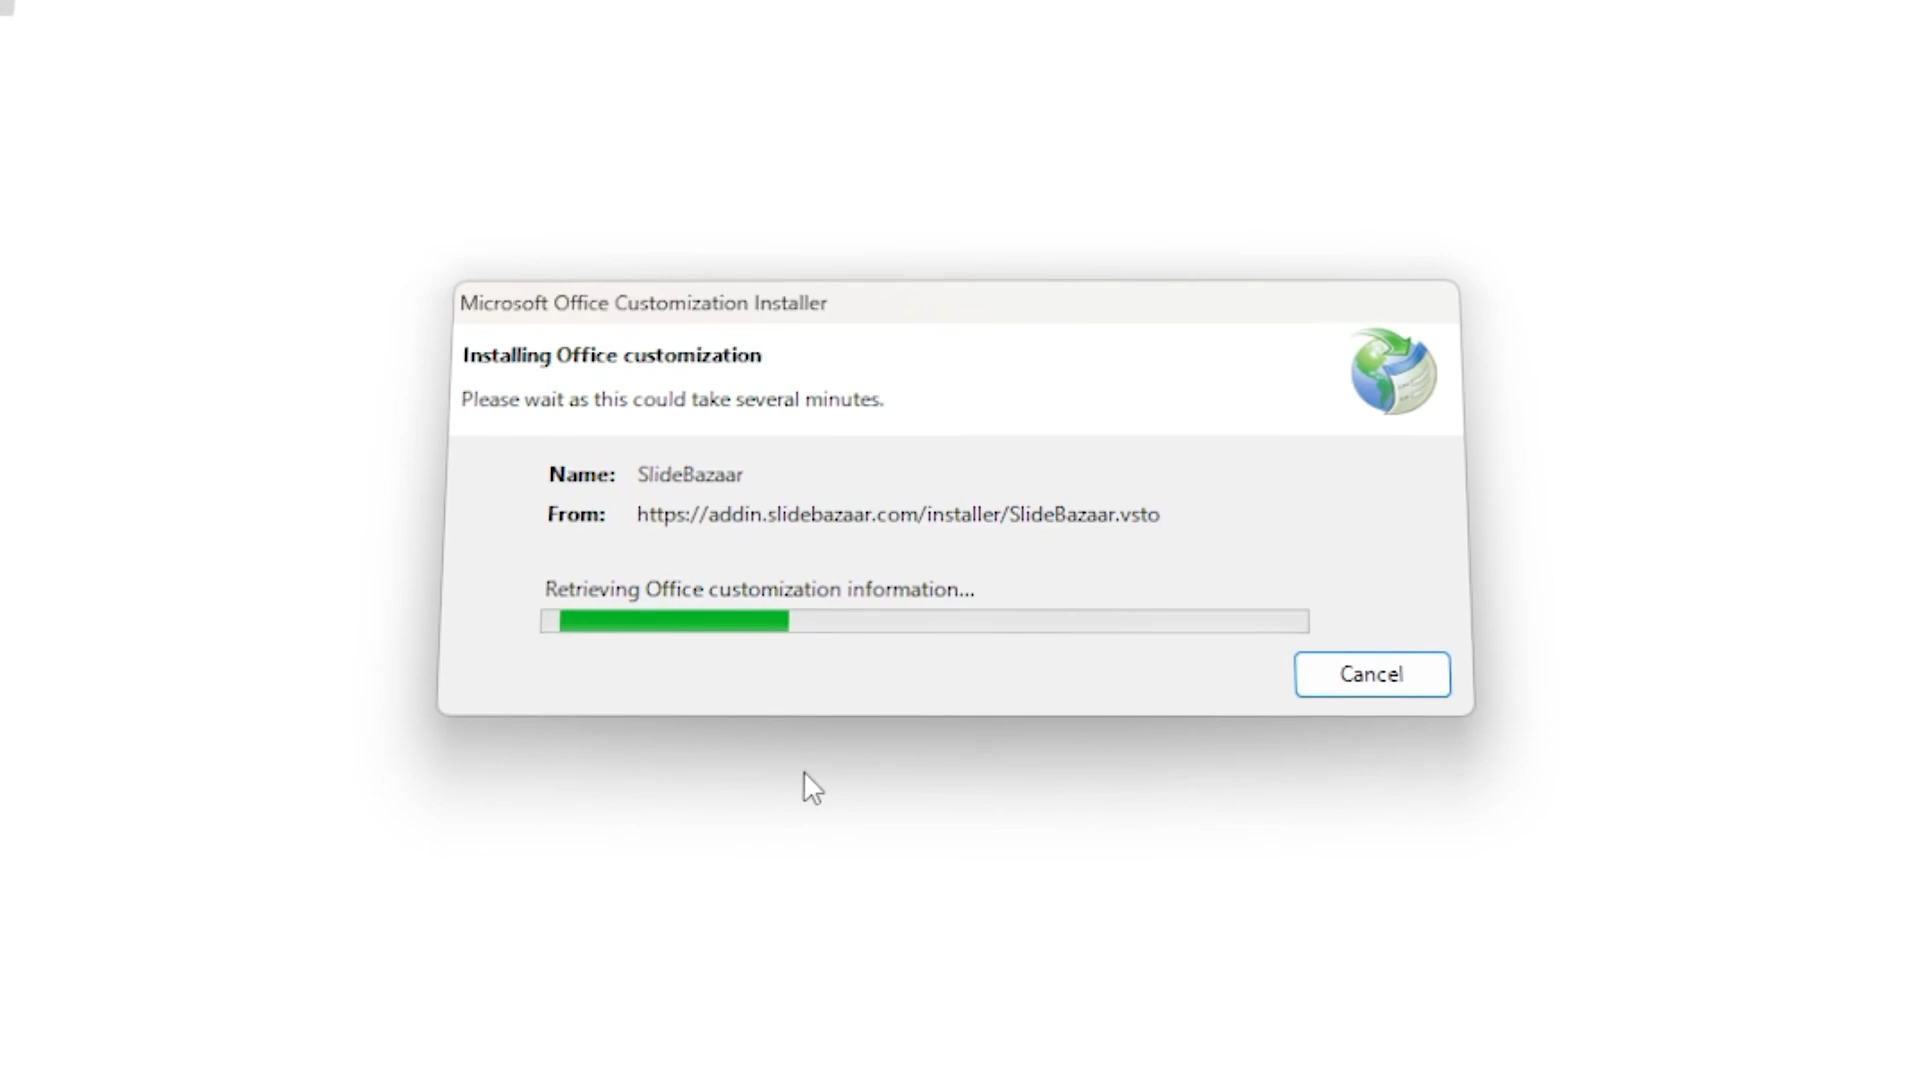 Microsoft Office Customization Installer
Installing Office customization
Please wait as this could take several minutes.
Name: SlideBazaar
From: https://addin.slidebazaar.com/installer/SlideBazaar.vsto
Retrieving Office customization information...
Cancel